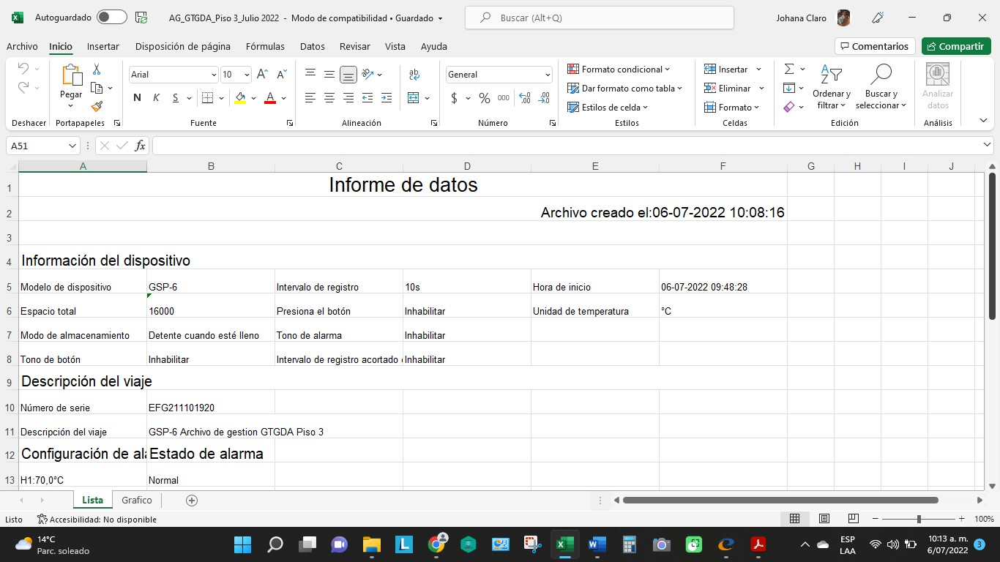 Autoguardado AG_GTGDA_Piso 3_Julio 2022 - Modo de compatibilidad • Guardado Buscar (Alt+Q) Johana Claro
Archivo Inicio Insertar Disposición de página Fórmulas Datos Revisar Vista Ayuda Comentarios Compartir
Pegar Arial 10 General Formato condicional Insertar
Dar formato como tabla Eliminar Ordenar y filtrar Buscar y seleccionar Analizar datos
N K S A $ % 000 Estilos de celda Formato
Deshacer Portapapeles Fuente Alineación Número Estilos Celdas Edición Análisis
A51 fx
A B C D E F G H I J
1 Informe de datos
2 Archivo creado el:06-07-2022 10:08:16
3
4 Información del dispositivo
5 Modelo de dispositivo GSP-6 Intervalo de registro 10s Hora de inicio 06-07-2022 09:48:28
6 Espacio total 16000 Presiona el botón Inhabilitar Unidad de temperatura °C
7 Modo de almacenamiento Detente cuando esté lleno Tono de alarma Inhabilitar
8 Tono de botón Inhabilitar Intervalo de registro acortado Inhabilitar
9 Descripción del viaje
10 Número de serie EFG211101920
11 Descripción del viaje GSP-6 Archivo de gestion GTGDA Piso 3
12 Configuración de ala Estado de alarma
13 H1:70,0°C Normal
Lista Grafico
Listo Accesibilidad: No disponible 100%
14°C
Parc. soleado
ESP
LAA
10:13 a. m.
6/07/2022
3